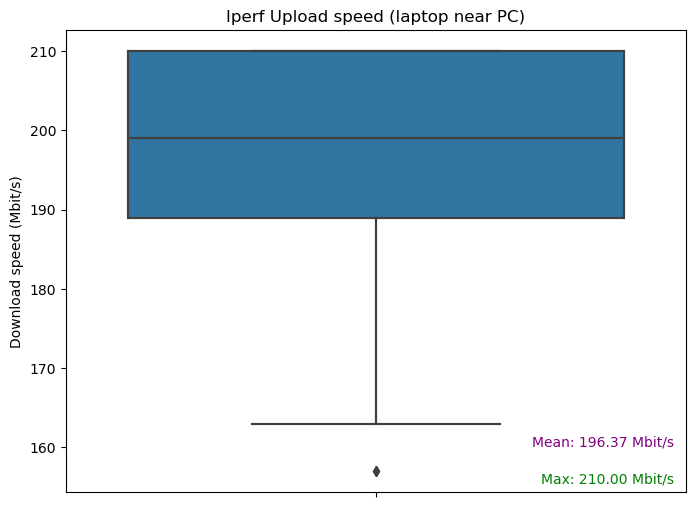 Iperf Upload speed (laptop near PC)
210
200
190
180
170
160
Download speed (Mbit/s)
Mean: 196.37 Mbit/s
Max: 210.00 Mbit/s